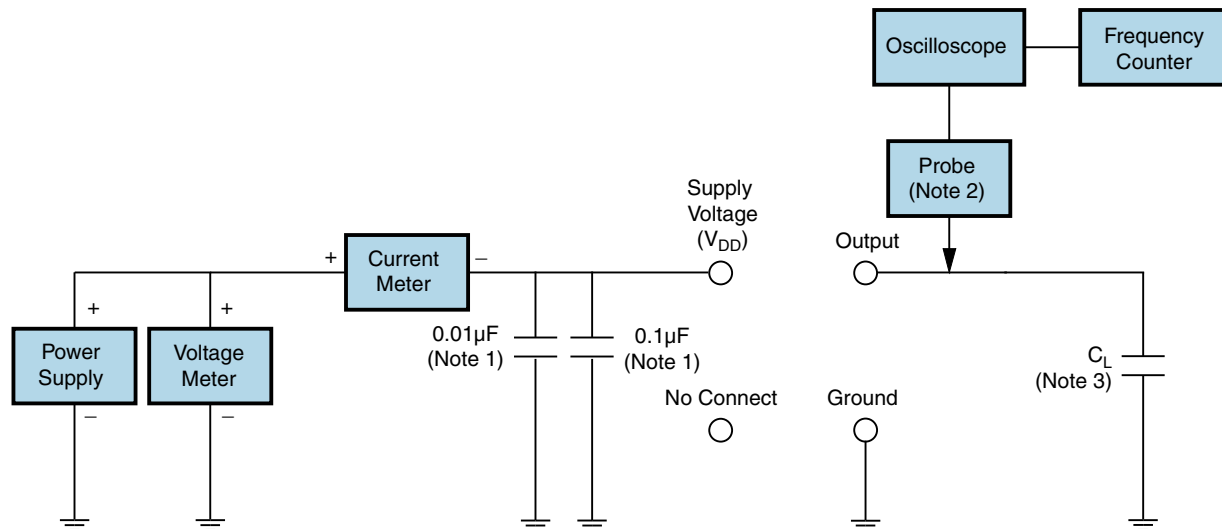 Oscilloscope
Frequency
Counter
Probe
(Note 2)
Supply
Voltage
(VDD)
Output
+
Current
Meter
–
+
Power
Supply
–
+
Voltage
Meter
–
0.01µF
(Note 1)
0.1µF
(Note 1)
CL
(Note 3)
No Connect
Ground